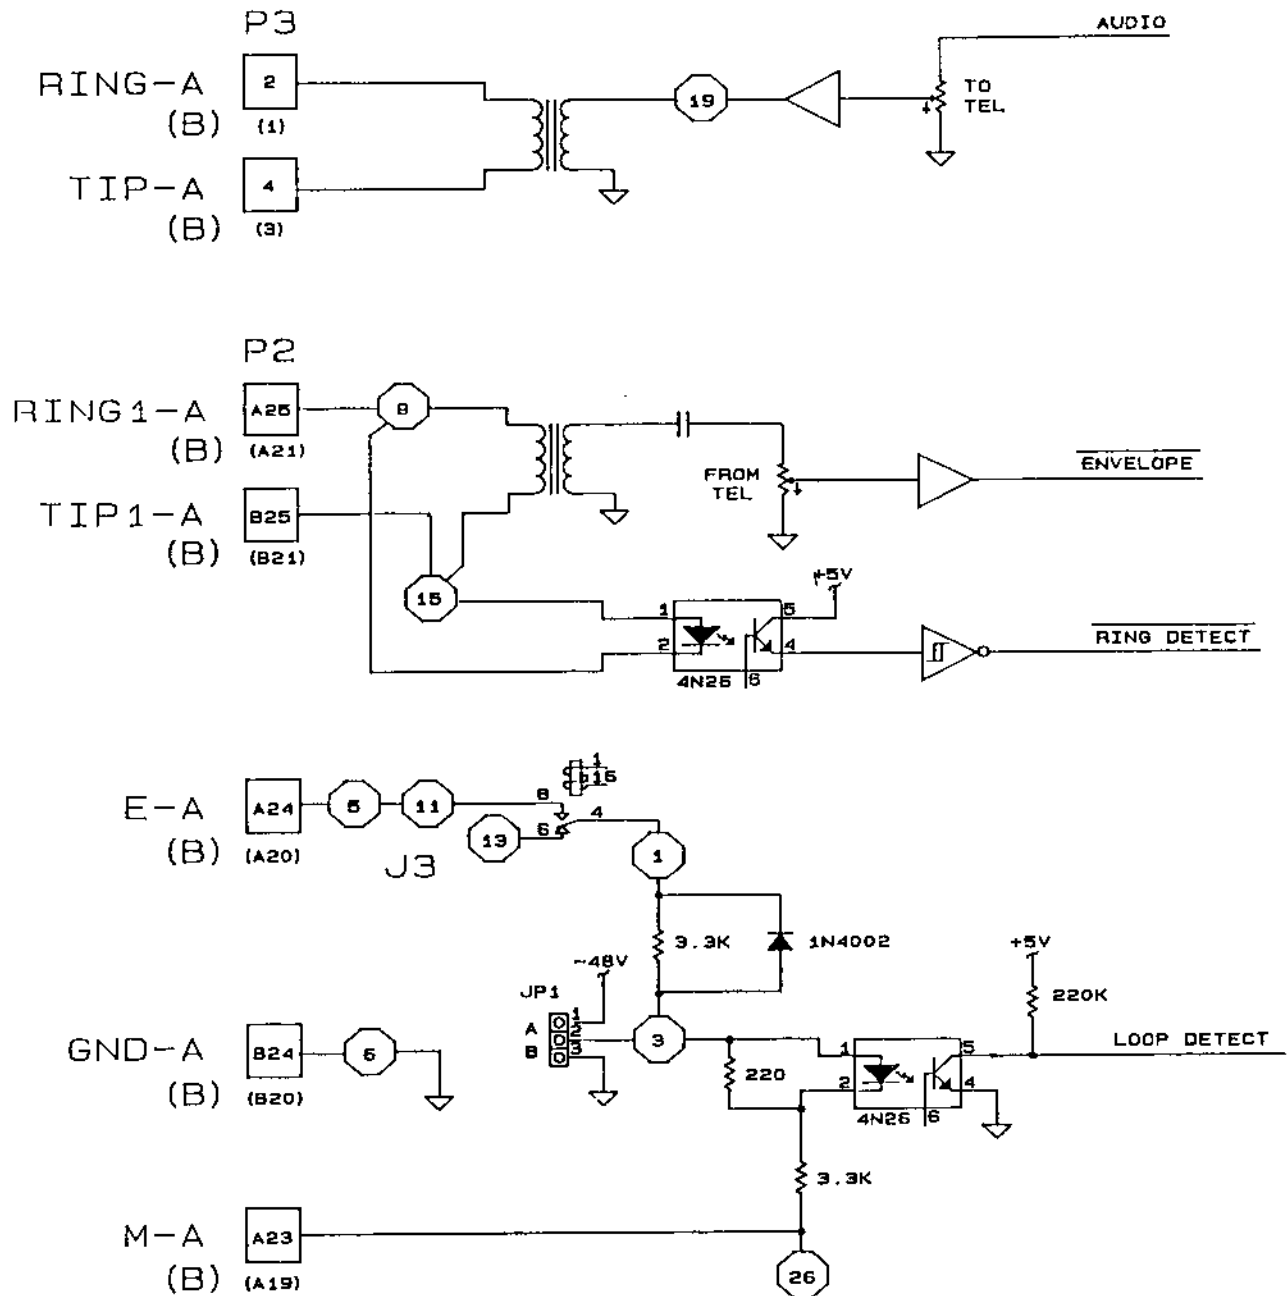 P3
AUDIO
RING-A
2
19
TO
TEL
(B)
(1)
TIP-A
4
(B)
(3)
P2
RING1-A
A25
9
(B)
(A21)
FROM
TEL
ENVELOPE
TIP1-A
B25
(B)
(B21)
15
+5V
1
5
2
4
RING DETECT
4N26
6
1
16
E-A
A24
5
11
8
4
13
6
(B)
(A20)
J3
1
3.3K
1N4002
+5V
~48V
JP1
220K
A
1
2
B
3
GND-A
B24
6
3
1
5
LOOP DETECT
220
2
4
(B)
(B20)
4N26
6
3.3K
M-A
A23
(B)
(A19)
26